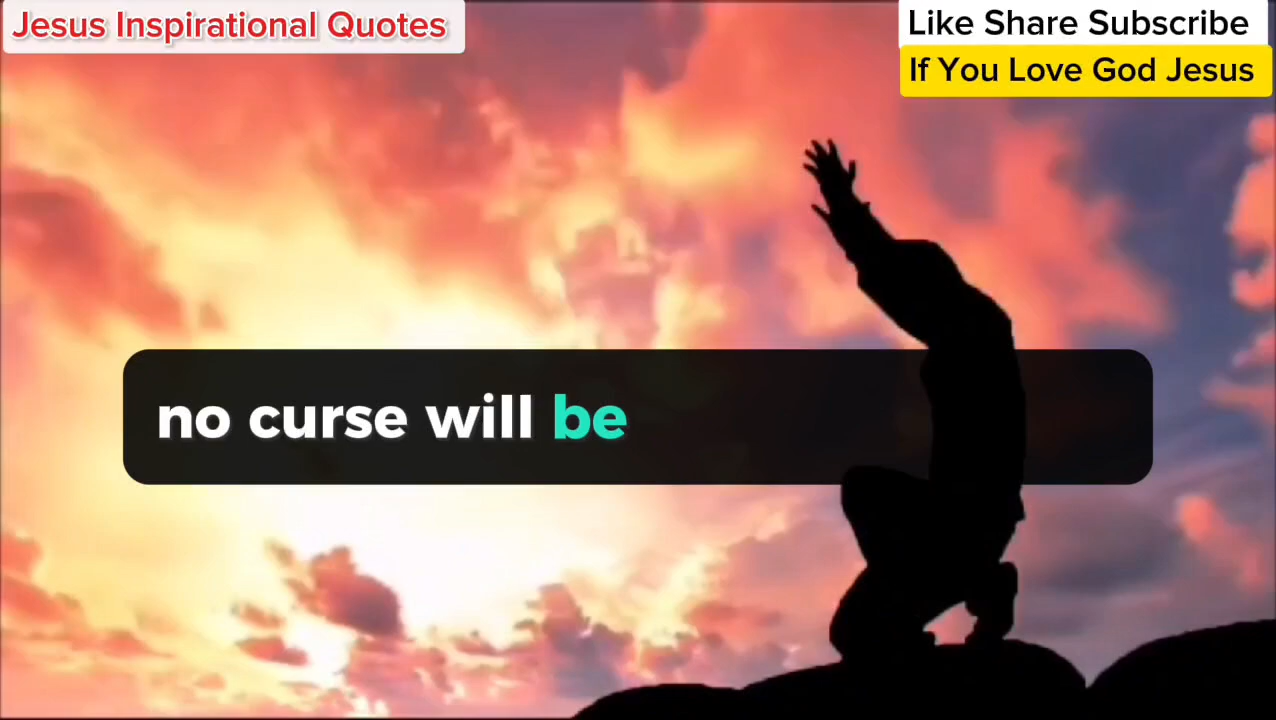 Jesus Inspirational Quotes
Like Share Subscribe
If You Love God Jesus
no curse will be